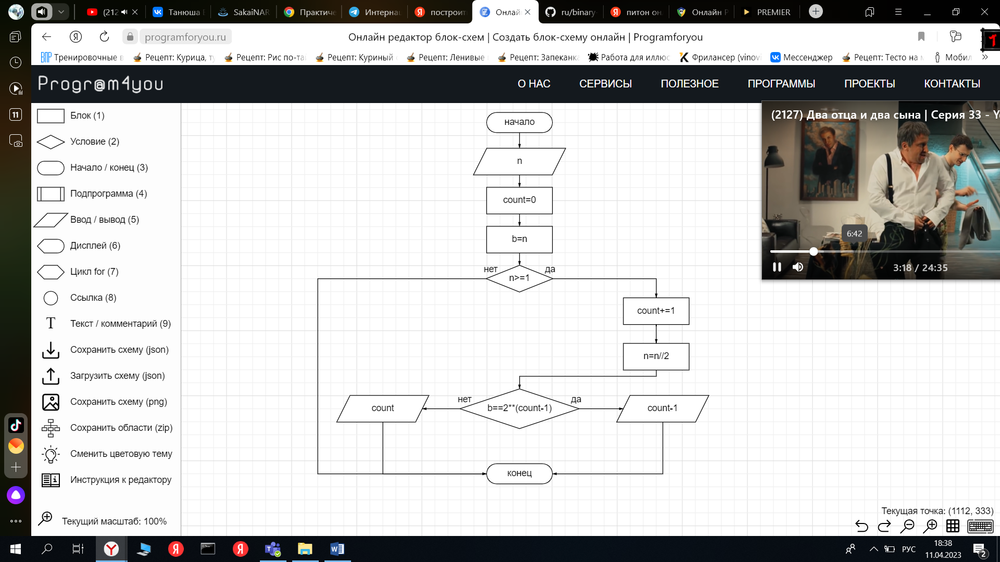 (212
Танюша
SakaiNAR
Практиче
Интернац
построит
Онлай
ru/binary-
питон он
Онлайн Р
PREMIER
programforyou.ru
Онлайн редактор блок-схем | Создать блок-схему онлайн | Programforyou
Тренировочные в
Рецепт: Курица, ту
Рецепт: Рис по-тай
Рецепт: Куриный
Рецепт: Ленивые
Рецепт: Запеканка
Работа для иллюс
Фрилансер (vinovi
Мессенджер
Рецепт: Тесто на м
Мобил
11
Progr@m4you
О НАС
СЕРВИСЫ
ПОЛЕЗНОЕ
ПРОГРАММЫ
ПРОЕКТЫ
КОНТАКТЫ
Блок (1)
Условие (2)
Начало / конец (3)
Подпрограмма (4)
Ввод / вывод (5)
Дисплей (6)
Цикл for (7)
Ссылка (8)
Текст / комментарий (9)
Сохранить схему (json)
Загрузить схему (json)
Сохранить схему (png)
Сохранить области (zip)
Сменить цветовую тему
Инструкция к редактору
Текущий масштаб: 100%
начало
n
count=0
b=n
нет
да
n>=1
count+=1
n=n//2
нет
да
count
b==2**(count-1)
count-1
конец
(2127) Два отца и два сына | Серия 33 - Y
6:42
3:18 / 24:35
Текущая точка: (1112, 333)
РУС
18:38
11.04.2023
2